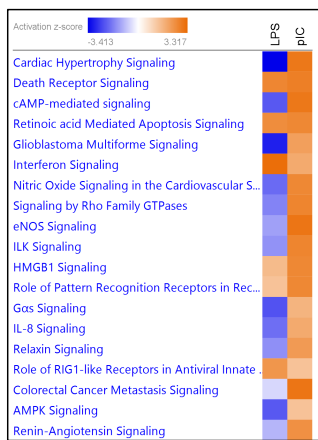 Activation z-score
-3.413 3.317
LPS
pIC
Cardiac Hypertrophy Signaling
Death Receptor Signaling
cAMP-mediated signaling
Retinoic acid Mediated Apoptosis Signaling
Glioblastoma Multiforme Signaling
Interferon Signaling
Nitric Oxide Signaling in the Cardiovascular S...
Signaling by Rho Family GTPases
eNOS Signaling
ILK Signaling
HMGB1 Signaling
Role of Pattern Recognition Receptors in Rec...
Gαs Signaling
IL-8 Signaling
Relaxin Signaling
Role of RIG1-like Receptors in Antiviral Innate .
Colorectal Cancer Metastasis Signaling
AMPK Signaling
Renin-Angiotensin Signaling